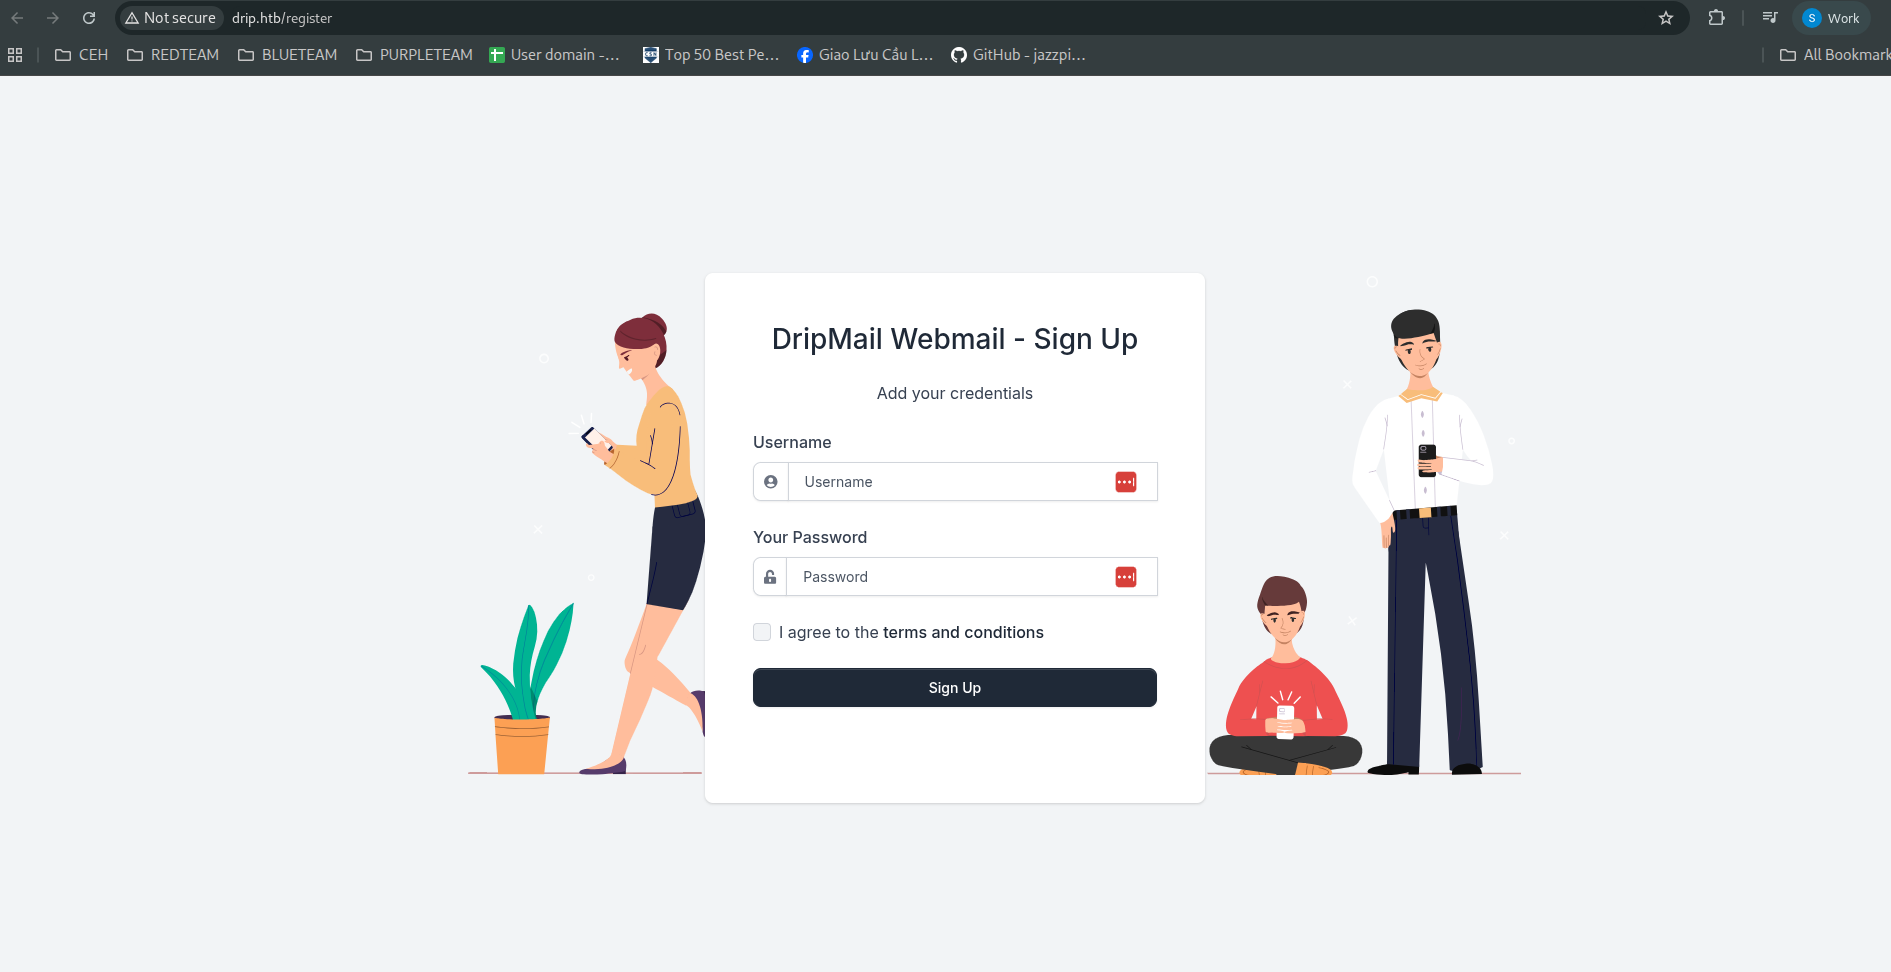 Not secure drip.htb/register Work
CEH REDTEAM BLUETEAM PURPLETEAM User domain -... Top 50 Best Pe... Giao Lưu Cầu L... GitHub - jazzpi... All Bookmark
DripMail Webmail - Sign Up
Add your credentials
Username
Username
Your Password
Password
I agree to the terms and conditions
Sign Up